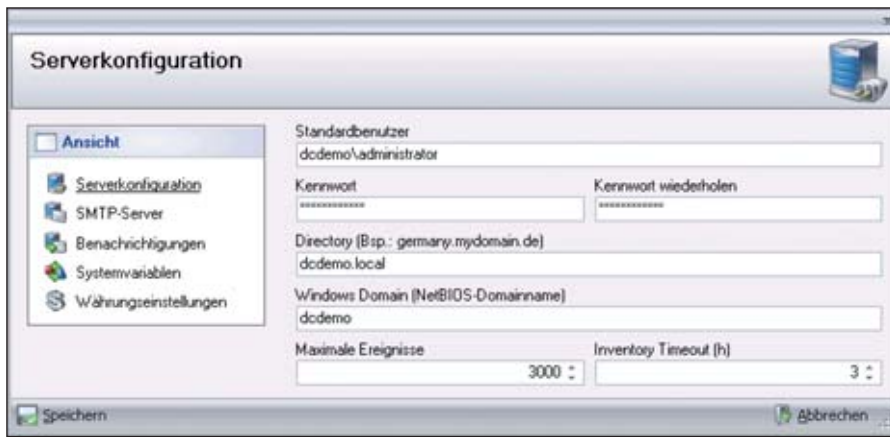 Serverkonfiguration
Ansicht
Serverkonfiguration
SMTP-Server
Benachrichtigungen
Systemvariablen
Währungseinstellungen
Standardbenutzer
dcdemo\administrator
Kennwort
Kennwort wiederholen
************
************
Directory (Bsp.: germany.mydomain.de)
dcdemo.local
Windows Domain (NetBIOS-Domainname)
dcdemo
Maximale Ereignisse
Inventory Timeout (h)
3000
3
Speichern
Abbrechen